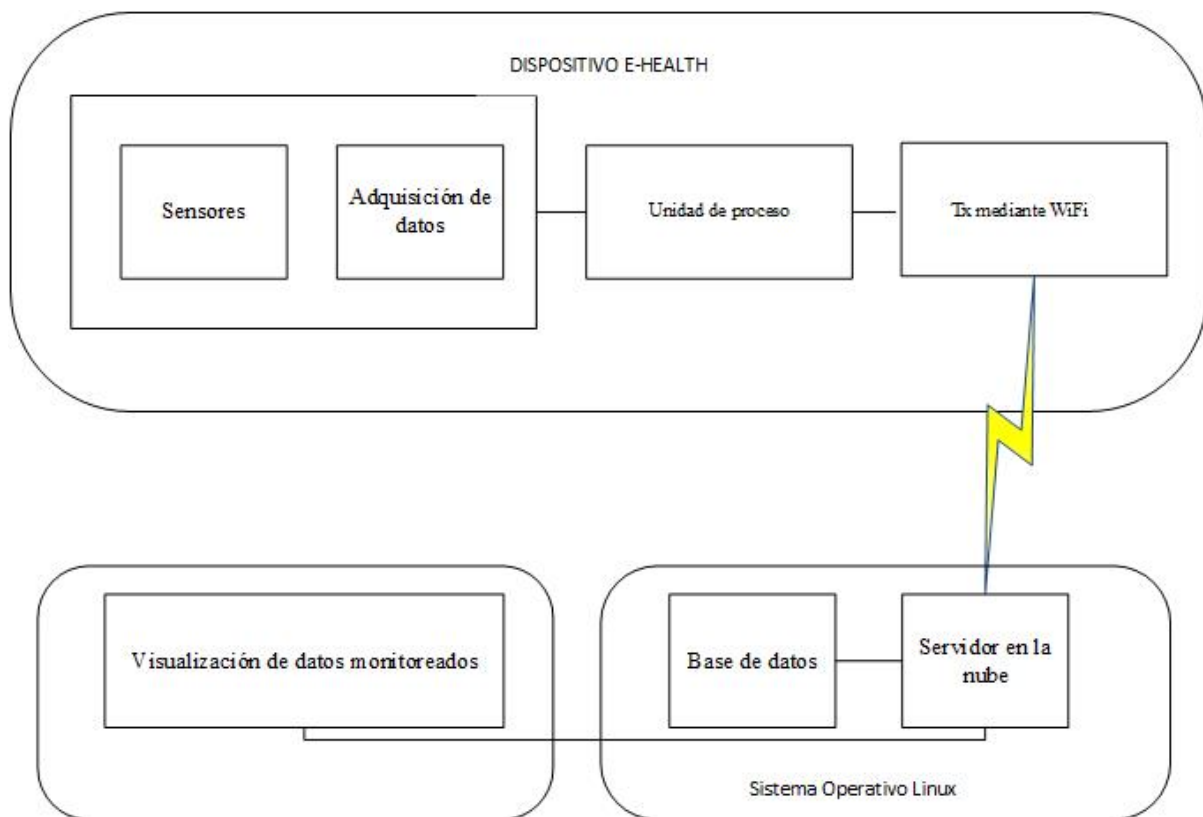 DISPOSITIVO E-HEALTH
Sensores
Adquisición de
datos
Unidad de proceso
Tx mediante WiFi
Visualización de datos monitoreados
Base de datos
Servidor en la
nube
Sistema Operativo Linux